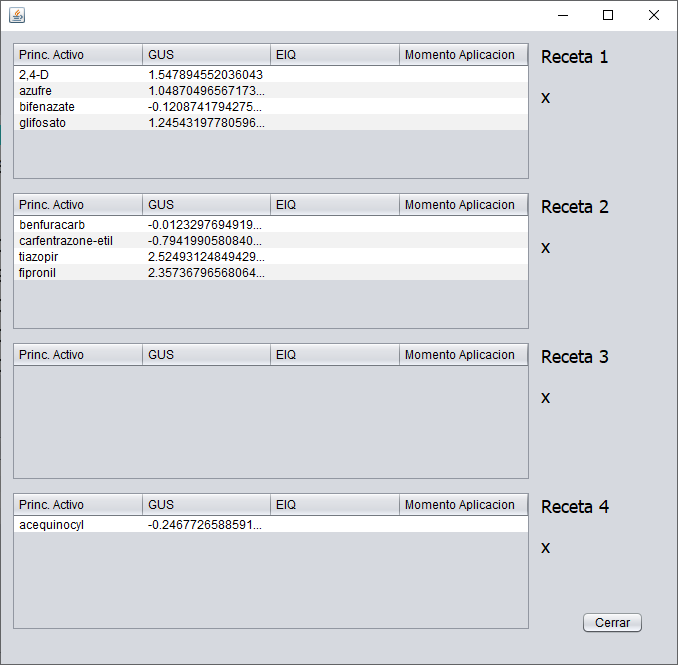 Princ. Activo GUS EIQ Momento Aplicacion
2,4-D 1.547894552036043
azufre 1.04870496567173...
bifenazate -0.1208741794275...
glifosato 1.24543197780596...
Receta 1
x
Princ. Activo GUS EIQ Momento Aplicacion
benfuracarb -0.0123297694919...
carfentrazone-etil -0.7941990580840...
tiazopir 2.52493124849429...
fipronil 2.35736796568064...
Receta 2
x
Princ. Activo GUS EIQ Momento Aplicacion
Receta 3
x
Princ. Activo GUS EIQ Momento Aplicacion
acequinocyl -0.2467726588591...
Receta 4
x
Cerrar